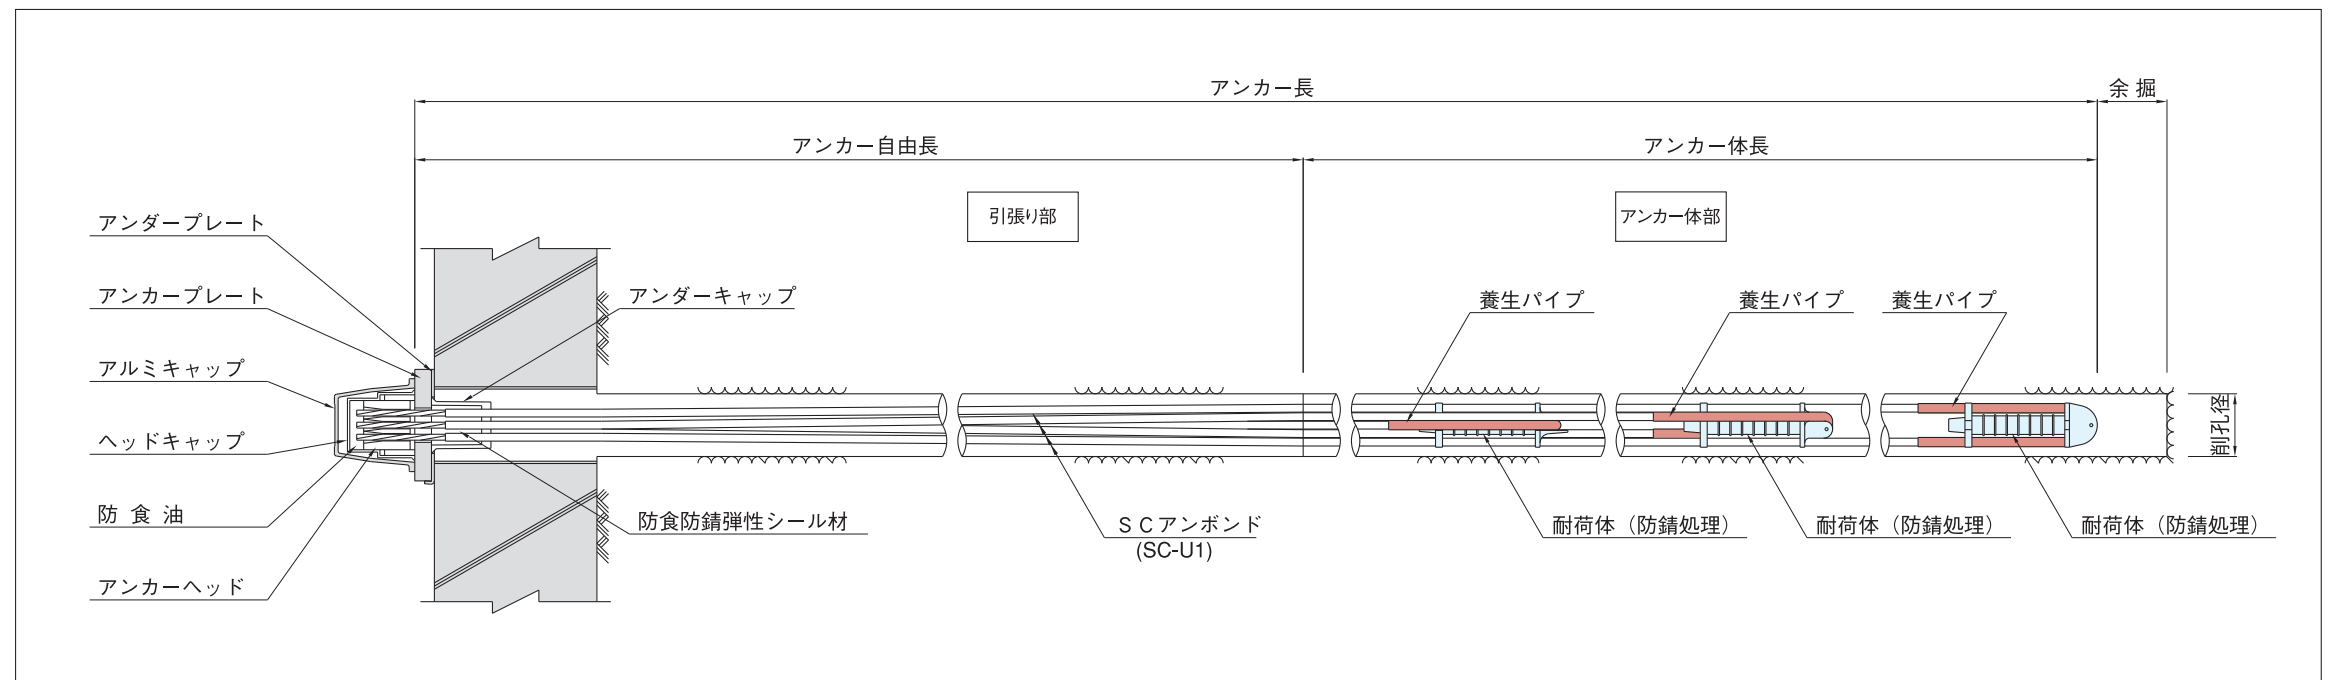 アンカー長
余掘
アンカー自由長
アンカー体長
引張り部
アンカー体部
アンダープレート
アンカープレート
アルミキャップ
ヘッドキャップ
防食油
アンカーヘッド
アンダーキャップ
防食防錆弾性シール材
ＳＣアンボンド
(SC-U1)
養生パイプ
養生パイプ
養生パイプ
耐荷体（防錆処理）
耐荷体（防錆処理）
耐荷体（防錆処理）
削孔径